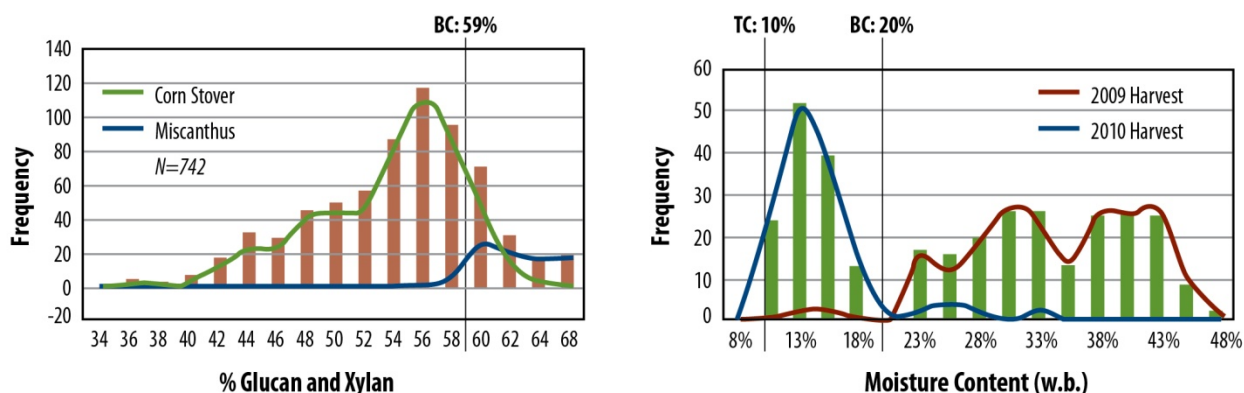 BC: 59%
140
120
100
80
60
40
20
0
-20
Frequency
Corn Stover
Miscanthus
N=742
34 36 38 40 42 44 46 48 50 52 54 56 58 60 62 64 68
% Glucan and Xylan
TC: 10% BC: 20%
60
50
40
30
20
10
0
Frequency
2009 Harvest
2010 Harvest
8% 13% 18% 23% 28% 33% 38% 43% 48%
Moisture Content (w.b.)